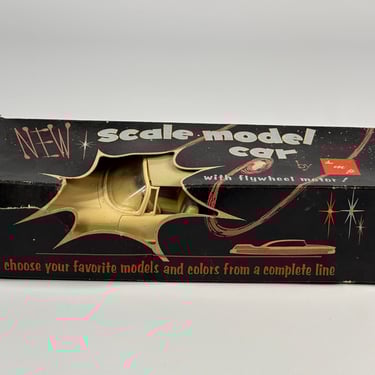 NEW
scale model
car
by
with flywheel motor!
choose your favorite models and colors from a complete line